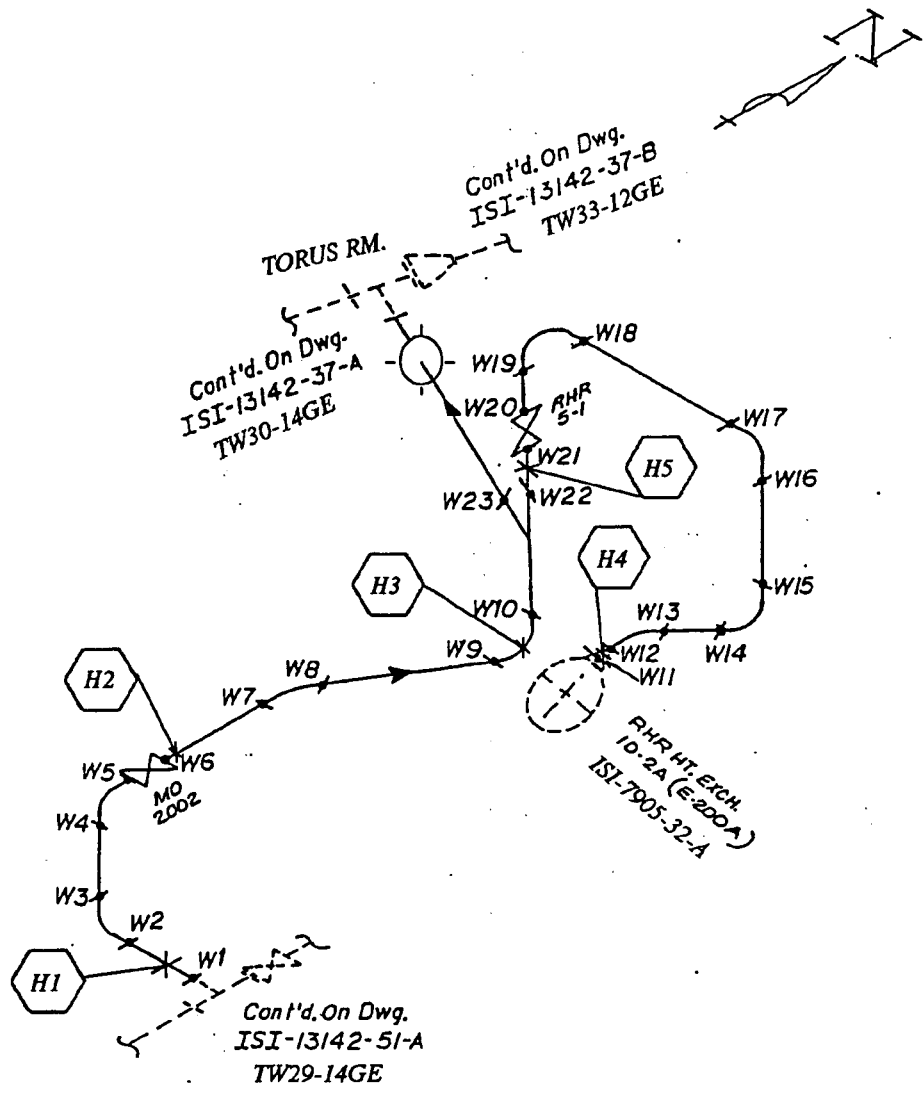 Cont'd. On Dwg.
ISI-13142-37-B
TW33-12GE
TORUS RM.
Cont'd. On Dwg.
ISI-13142-37-A
TW30-14GE
W18
W19
W20
RHR
5-1
W17
W21
H5
W16
W22
W23
H4
H3
W15
W10
W13
W9
W12
W14
W11
W8
H2
W7
RHR HT. EXCH.
10-2A (E-200A)
ISI-7905-32-A
W6
W5
MO
2002
W4
W3
W2
W1
H1
Cont'd. On Dwg.
ISI-13142-51-A
TW29-14GE